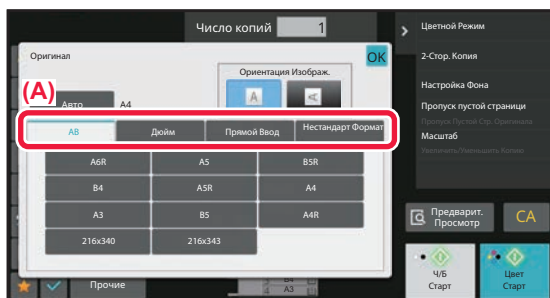 Число копий 1
Оригинал
OK
Ориентация Изображ.
A
A
(A)
Авто A4
AB Дюйм Прямой Ввод Нестандарт Формат
A6R A5 B5R
B4 A5R A4
A3 B5 A4R
216x340 216x343
Прочие
B4
A3
Цветной Режим
2-Стор. Копия
Настройка Фона
Пропуск пустой страници
Пропуск Пустой Стр. Оригинала
Масштаб
Увеличить/Уменьшить Копию
Предварит.
Просмотр
CA
Ч/Б
Старт
Цвет
Старт